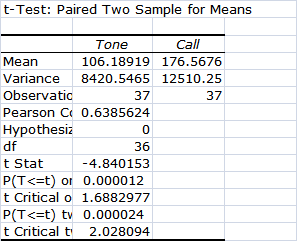 t-Test: Paired Two Sample for Means
Tone Call
Mean 106.18919 176.5676
Variance 8420.5465 12510.25
Observatio 37 37
Pearson Co 0.6385624
Hypothesiz 0
df 36
t Stat -4.840153
P(T<=t) or 0.000012
t Critical o 1.6882977
P(T<=t) tw 0.000024
t Critical tw 2.028094